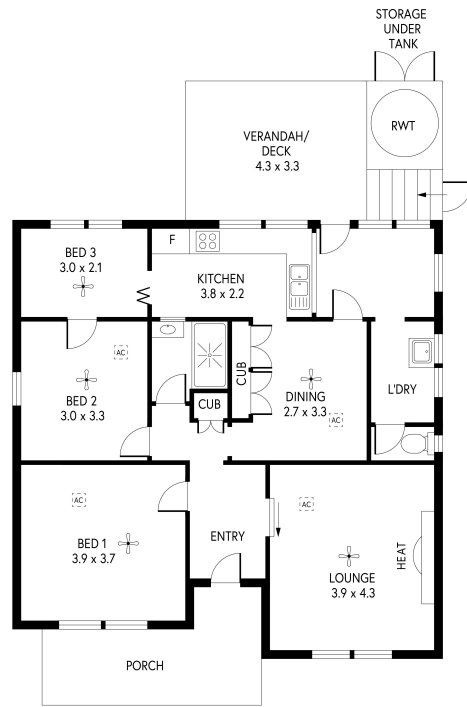 STORAGE
UNDER
TANK
RWT
VERANDAH/
DECK
4.3 x 3.3
BED 3
3.0 x 2.1
F
KITCHEN
3.8 x 2.2
AC
BED 2
3.0 x 3.3
CUB
CUB
DINING
2.7 x 3.3
AC
L'DRY
AC
BED 1
3.9 x 3.7
ENTRY
AC
LOUNGE
3.9 x 4.3
HEAT
PORCH